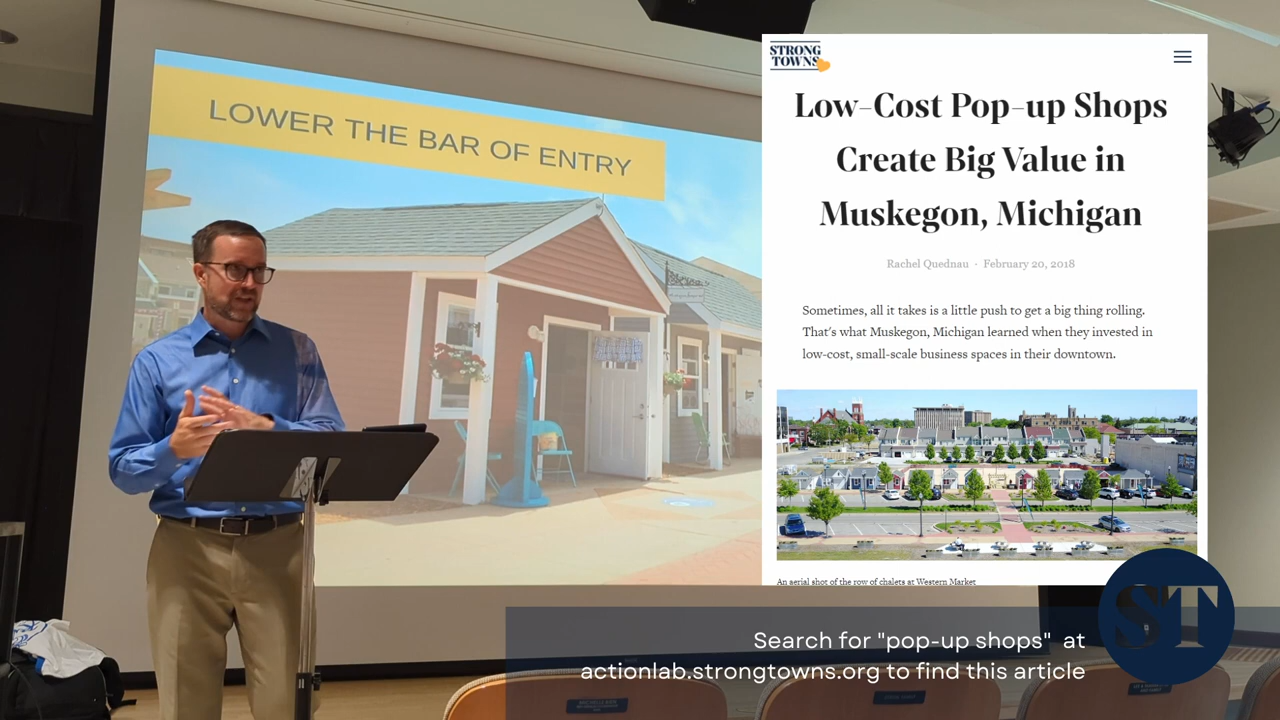 LOWER THE BAR OF ENTRY
STRONG
TOWNS
Low-Cost Pop-up Shops
Create Big Value in
Muskegon, Michigan
Rachel Quednau · February 20, 2018
Sometimes, all it takes is a little push to get a big thing rolling.
That's what Muskegon, Michigan learned when they invested in
low-cost, small-scale business spaces in their downtown.
An aerial shot of the row of chalets at Western Market
ST
Search for "pop-up shops" at
actionlab.strongtowns.org to find this article